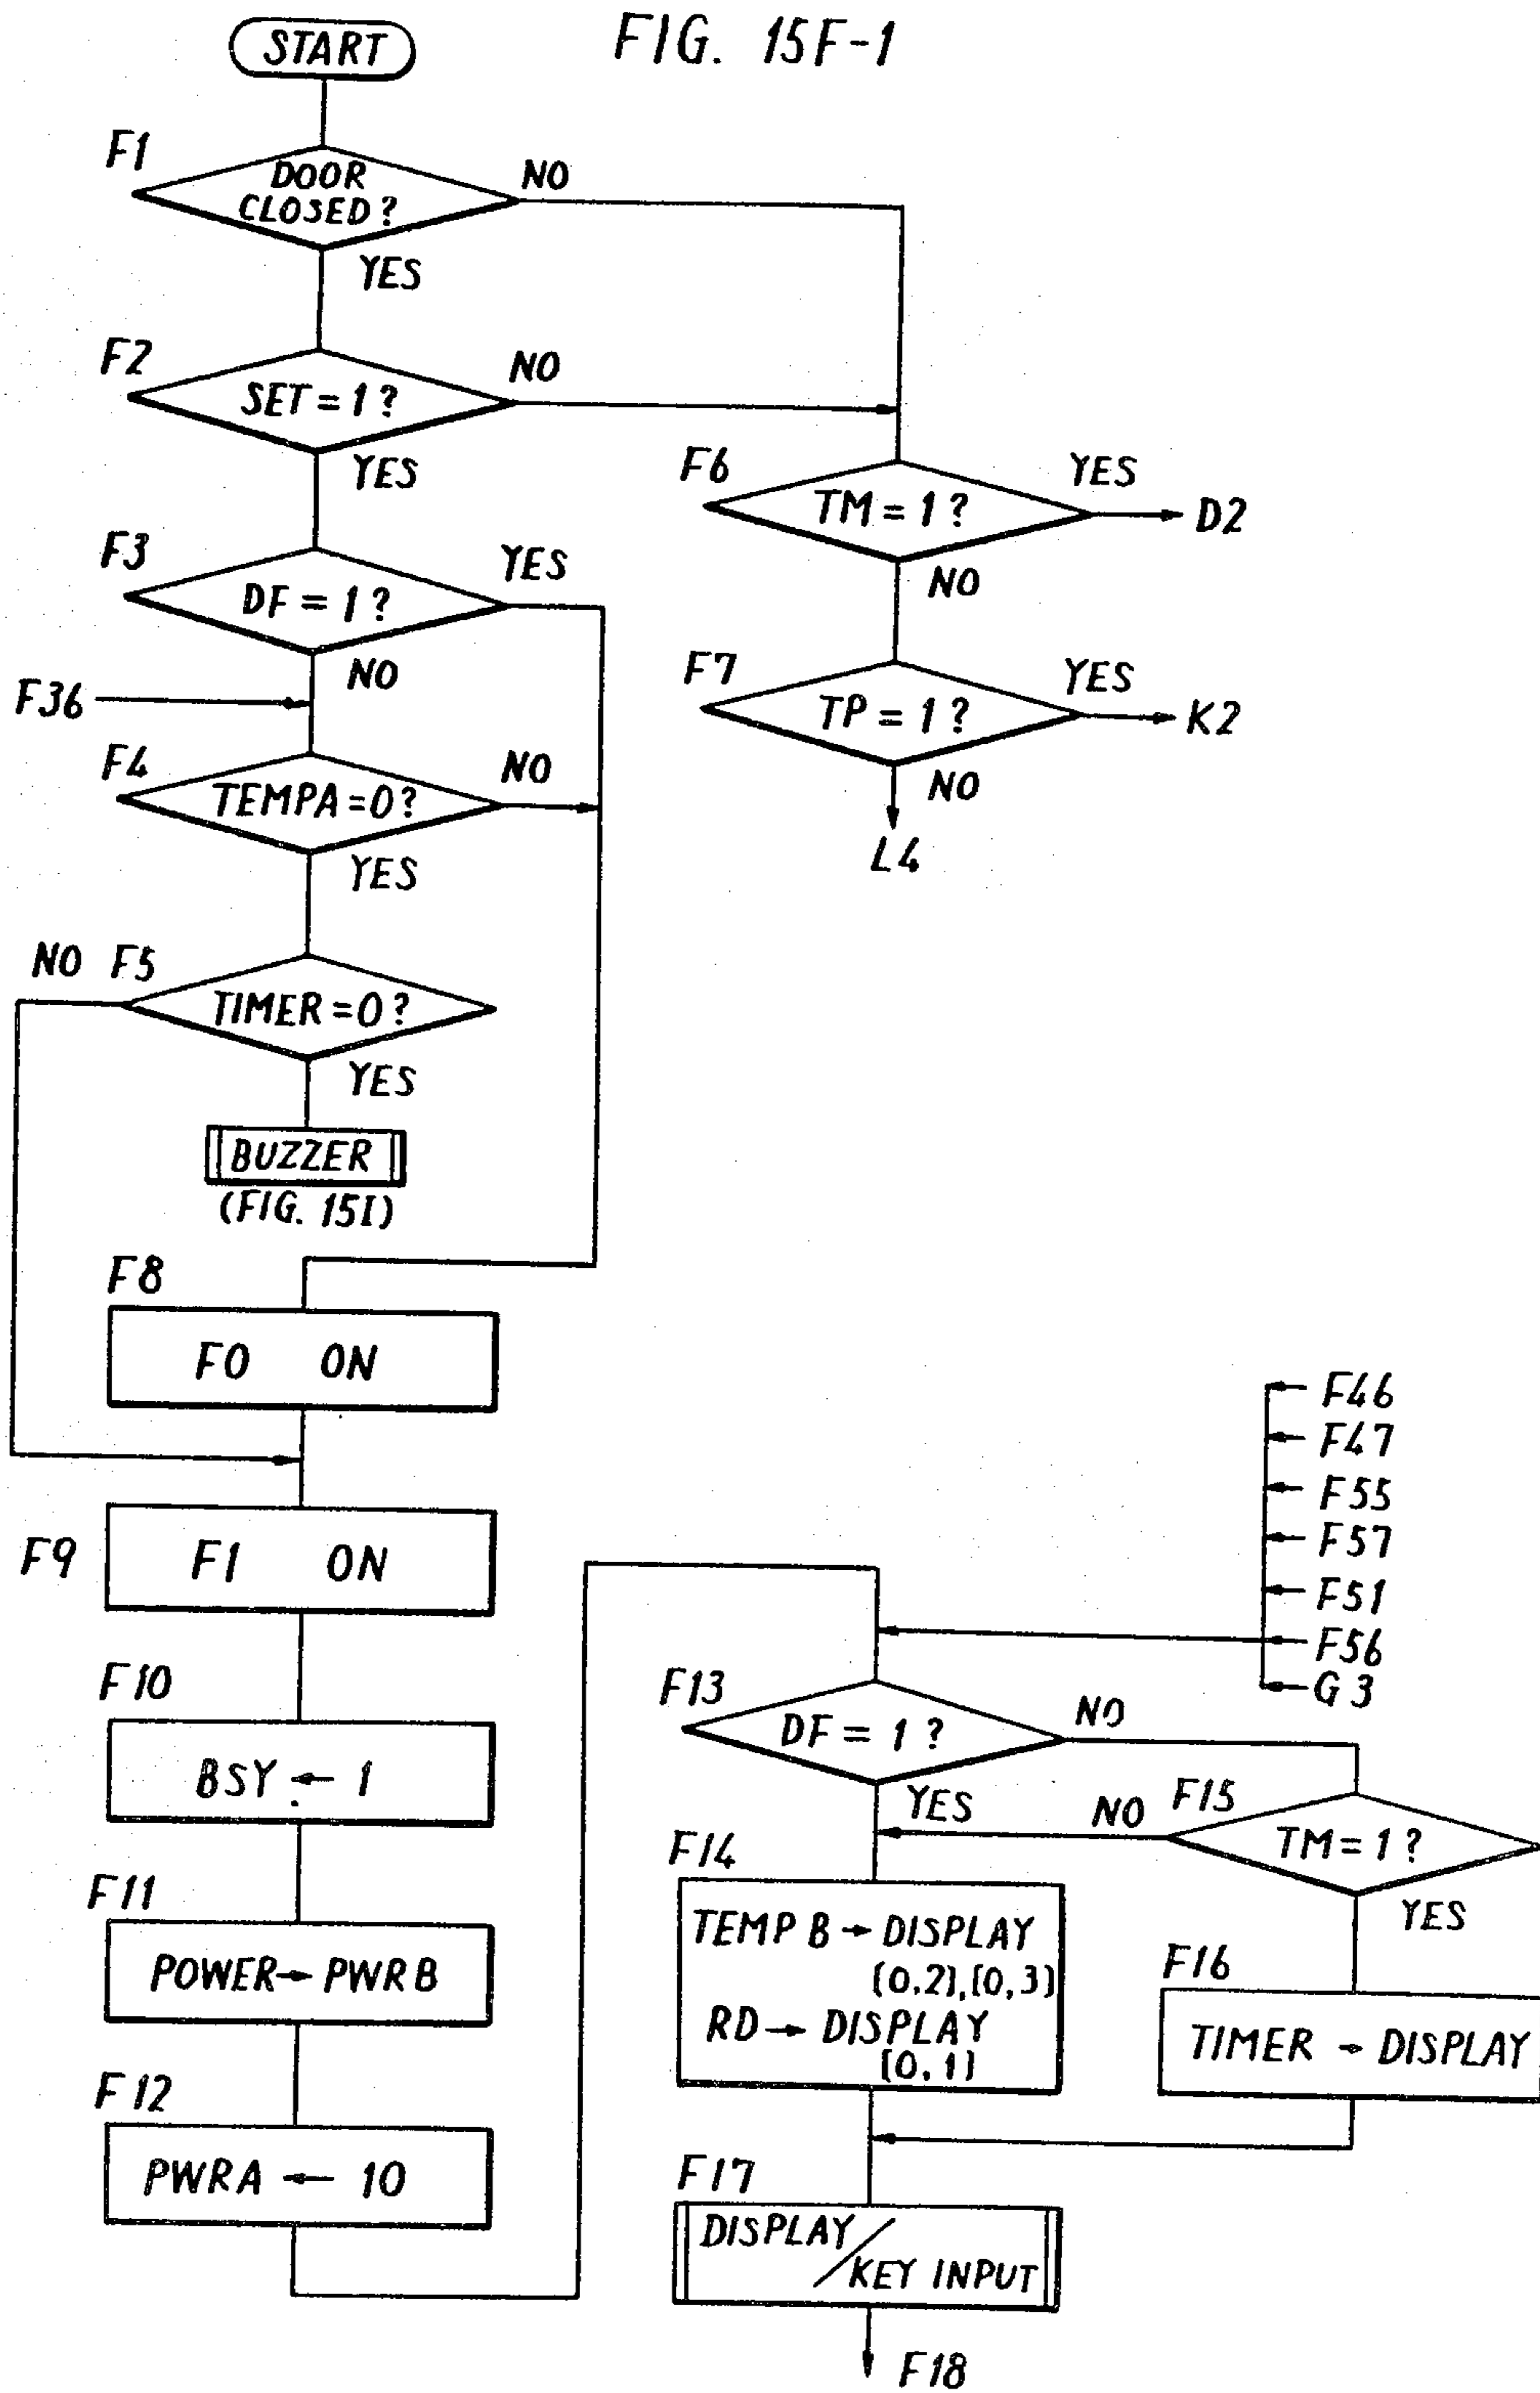 FIG. 15F-1
START
F1
DOOR
CLOSED?
NO
YES
F2
SET = 1?
NO
YES
F3
DF = 1?
YES
NO
F36
F4
TEMPA = 0?
NO
YES
NO
F5
TIMER = 0?
YES
BUZZER
(FIG. 15I)
F6
TM = 1?
YES
D2
NO
F7
TP = 1?
YES
K2
NO
L4
F8
F0 ON
F9
F1 ON
F10
BSY ← 1
F11
POWER → PWRB
F12
PWRA ← 10
F46
F47
F55
F57
F51
F56
G3
F13
DF = 1?
NO
YES
F15
TM = 1?
NO
YES
F14
TEMP B → DISPLAY
[0,2],[0,3]
RD → DISPLAY
[0,1]
F16
TIMER → DISPLAY
F17
DISPLAY
/KEY INPUT
F18